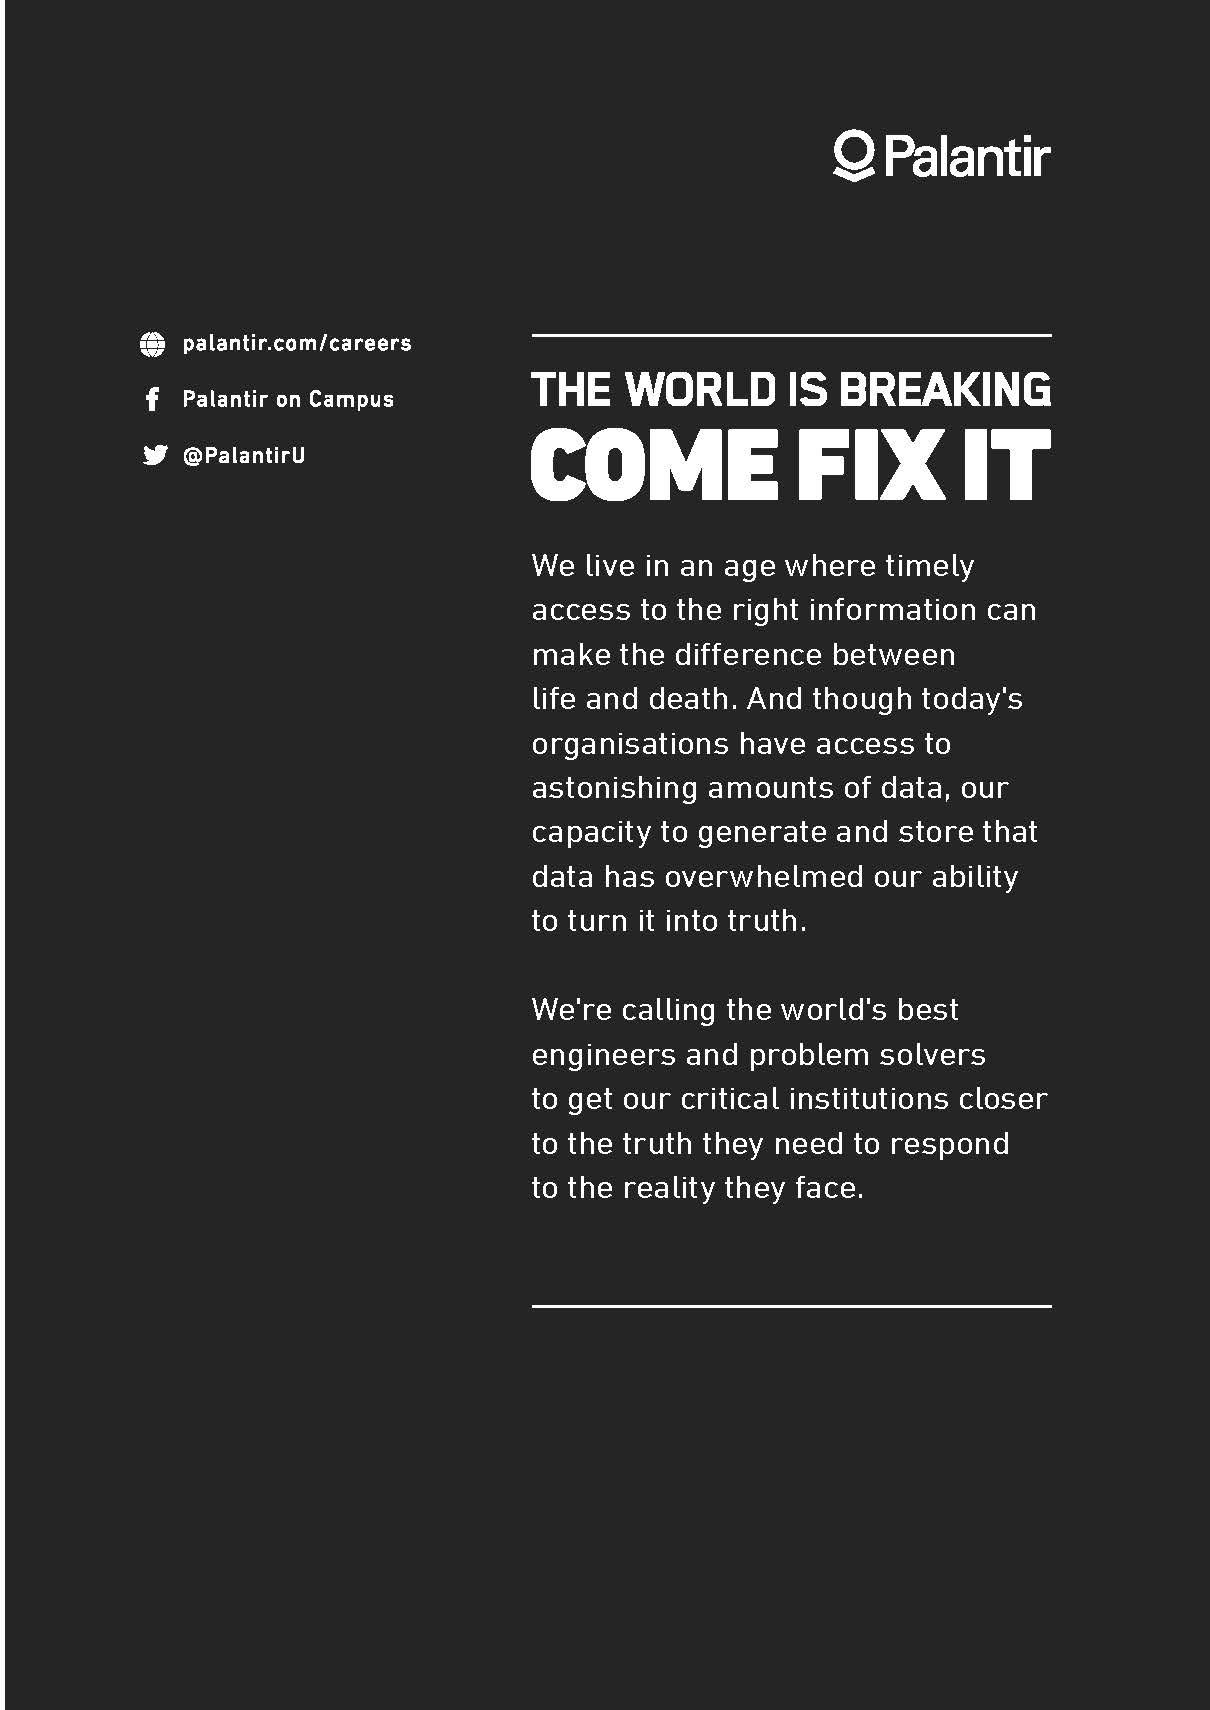 Palantir
palantir.com/careers
Palantir on Campus
@PalantirU
THE WORLD IS BREAKING
COME FIX IT
We live in an age where timely
access to the right information can
make the difference between
life and death. And though today's
organisations have access to
astonishing amounts of data, our
capacity to generate and store that
data has overwhelmed our ability
to turn it into truth.
We're calling the world's best
engineers and problem solvers
to get our critical institutions closer
to the truth they need to respond
to the reality they face.